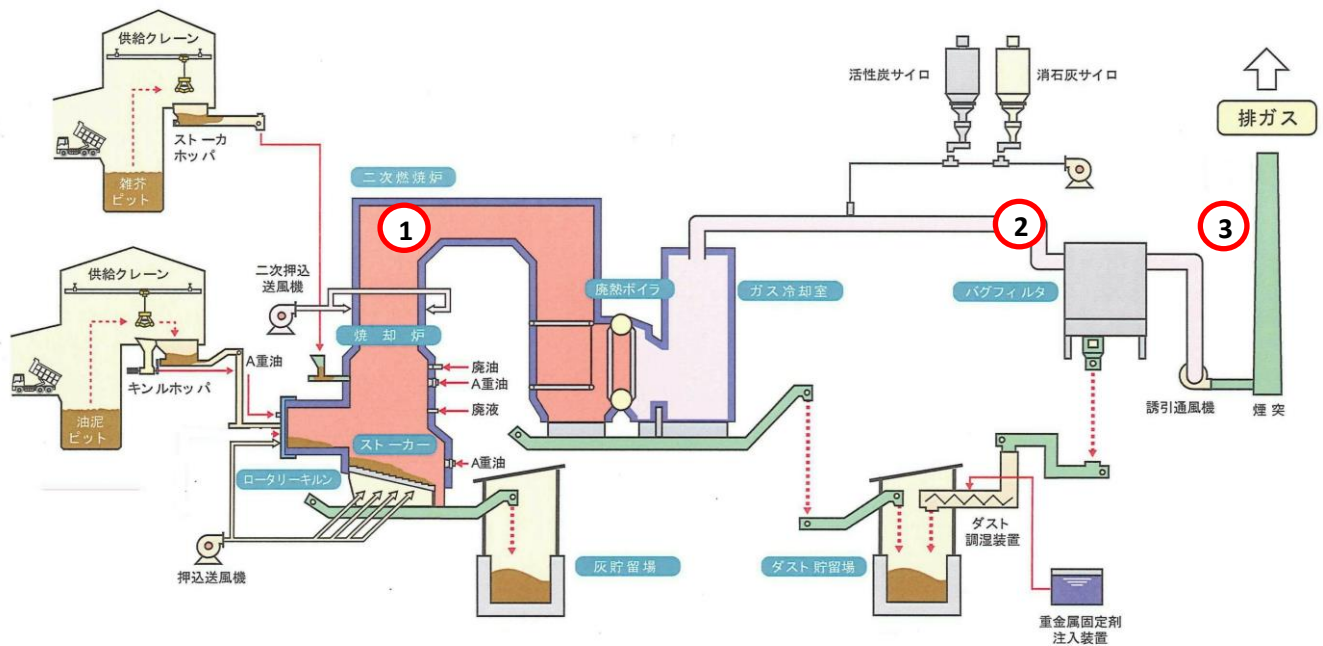 供給クレーン
ストーカ
ホッパ
雑芥
ピット
活性炭サイロ
消石灰サイロ
排ガス
二次燃焼炉
1
2
3
供給クレーン
二次押込
送風機
廃熱ボイラ
ガス冷却室
バグフィルタ
焼却炉
A重油
キンルホッパ
廃油
A重油
廃液
誘引通風機
煙突
油泥
ピット
ストーカー
A重油
ロータリーキルン
ダスト
調湿装置
押込送風機
灰貯留場
ダスト貯留場
重金属固定剤
注入装置